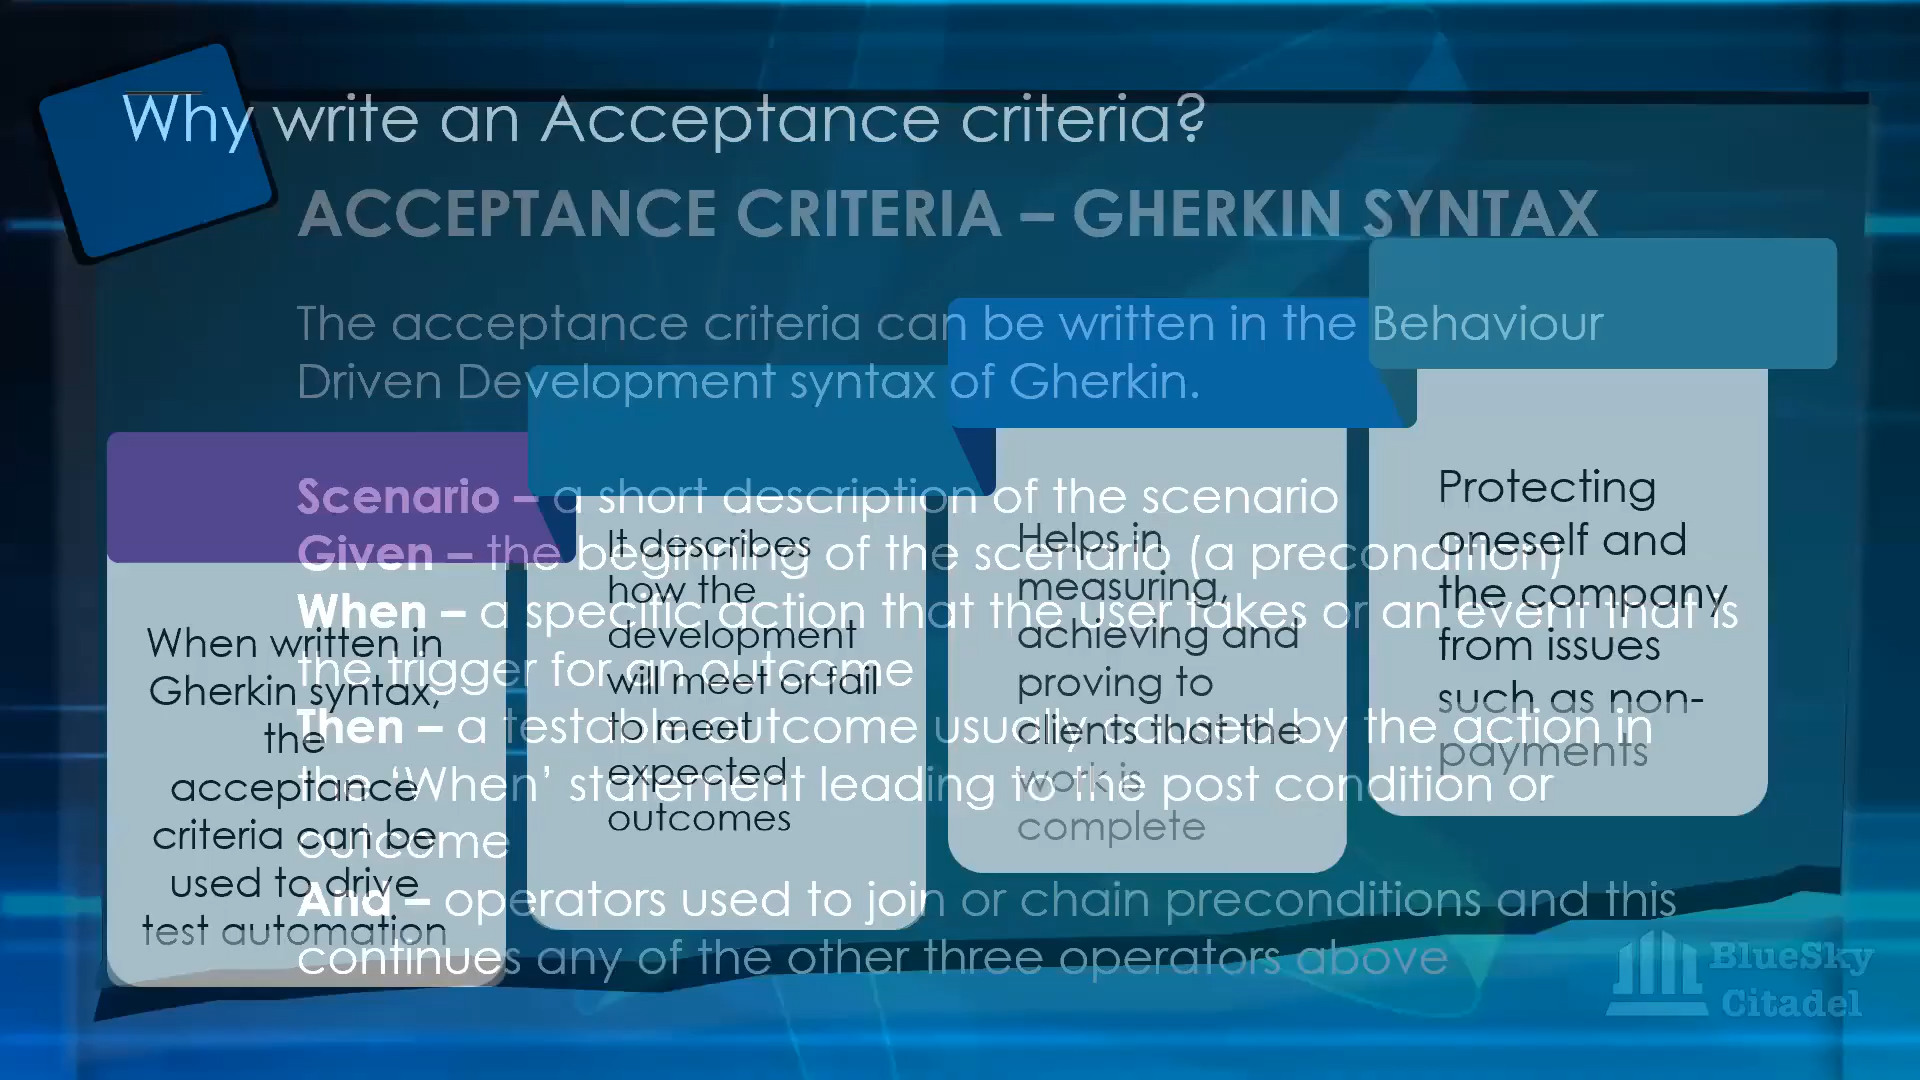 Why write an Acceptance criteria?
ACCEPTANCE CRITERIA – GHERKIN SYNTAX
The acceptance criteria can be written in the Behaviour
Driven Development syntax of Gherkin.
Scenario – a short description of the scenario
Given – the beginning of the scenario (a precondition)
When – a specific action that the user takes or an event that is
the trigger for an outcome
Then – a testable outcome usually caused by the action in
the ‘When’ statement leading to the post condition or
outcome
And – operators used to join or chain preconditions and this
continues any of the other three operators above
When written in
Gherkin syntax,
the
acceptance
criteria can be
used to drive
test automation
It describes
how the
development
will meet or fail
to meet
expected
outcomes
Helps in
measuring,
achieving and
proving to
clients that the
work is
complete
Protecting
oneself and
the company
from issues
such as non-
payments
BlueSky
Citadel